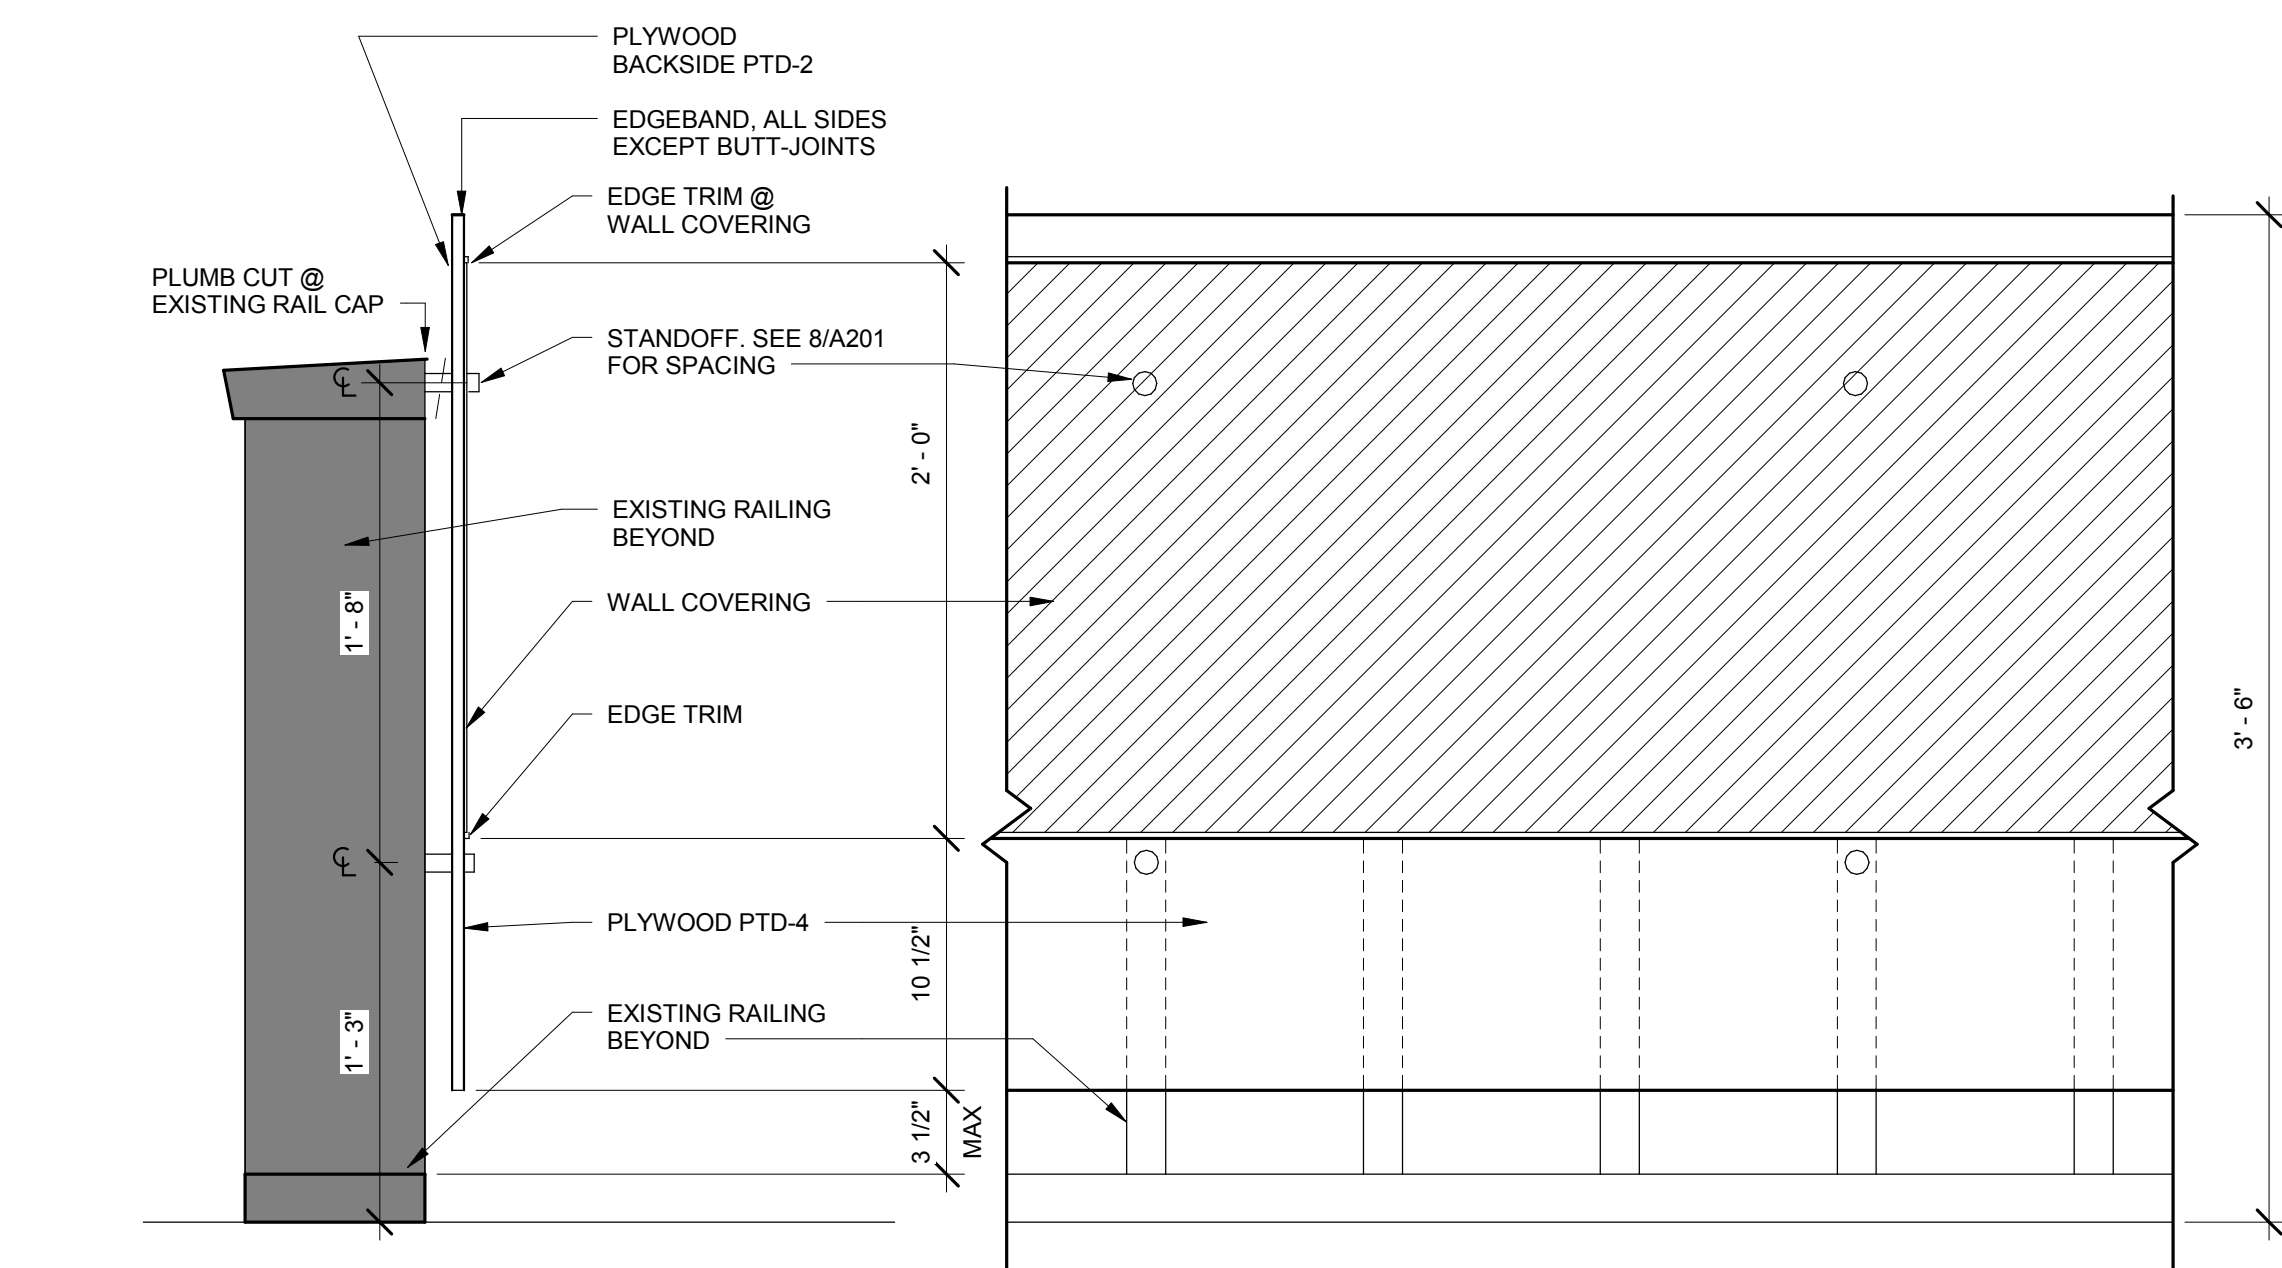 PLYWOOD
BACKSIDE PTD-2
EDGEBAND, ALL SIDES
EXCEPT BUTT-JOINTS
EDGE TRIM @
WALL COVERING
PLUMB CUT @
EXISTING RAIL CAP
STANDOFF. SEE 8/A201
FOR SPACING
℄
2' - 0"
EXISTING RAILING
BEYOND
1' - 8"
WALL COVERING
EDGE TRIM
3' - 6"
℄
PLYWOOD PTD-4
10 1/2"
EXISTING RAILING
BEYOND
1' - 3"
3 1/2"
MAX